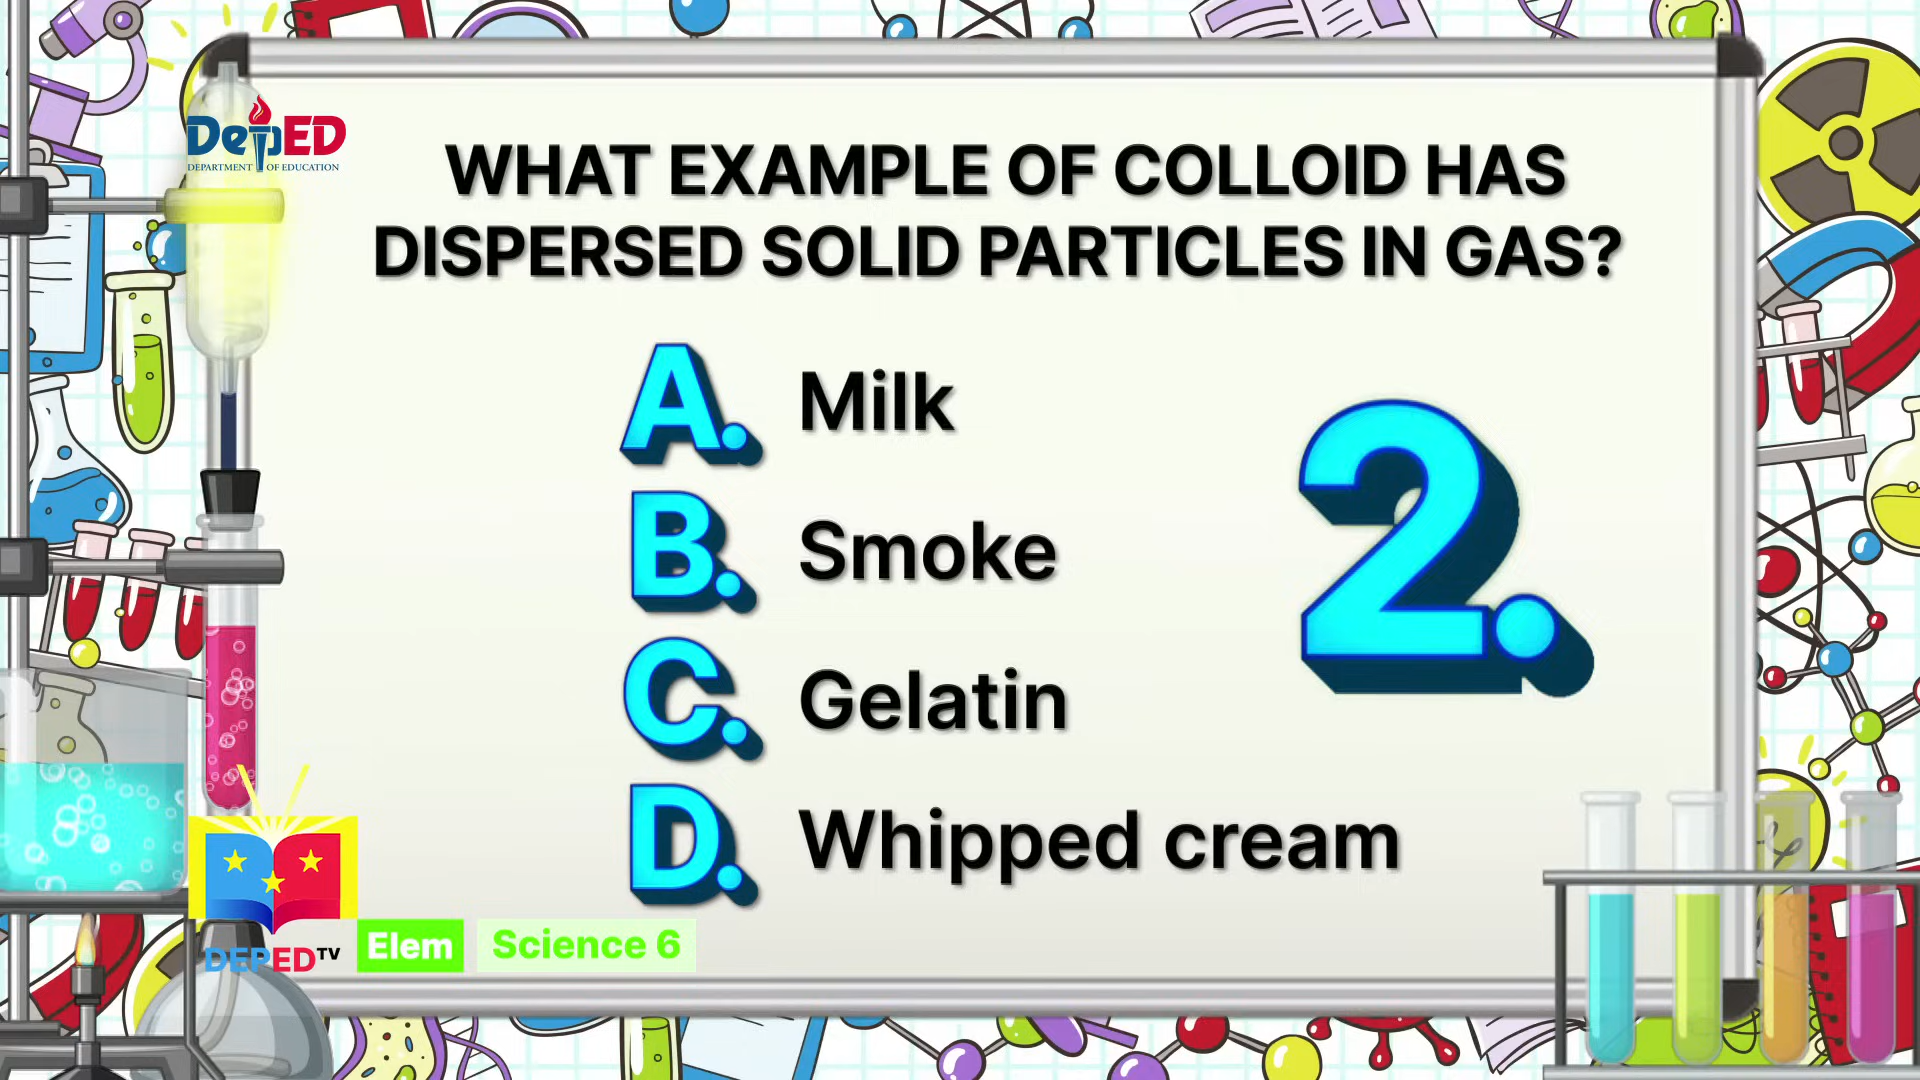 DepED
DEPARTMENT OF EDUCATION
WHAT EXAMPLE OF COLLOID HAS
DISPERSED SOLID PARTICLES IN GAS?
A. Milk
B. Smoke
C. Gelatin
D. Whipped cream
2.
DEPED TV
Elem
Science 6